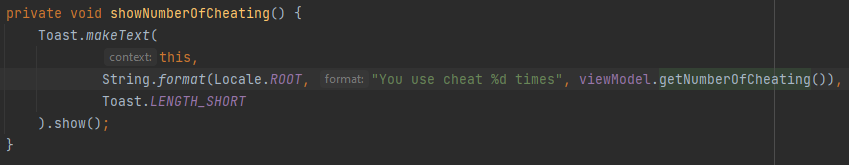 private void showNumberOfCheating() {
Toast.makeText(
context: this,
String.format(Locale.ROOT, format: "You use cheat %d times", viewModel.getNumberOfCheating()),
Toast.LENGTH_SHORT
).show();
}